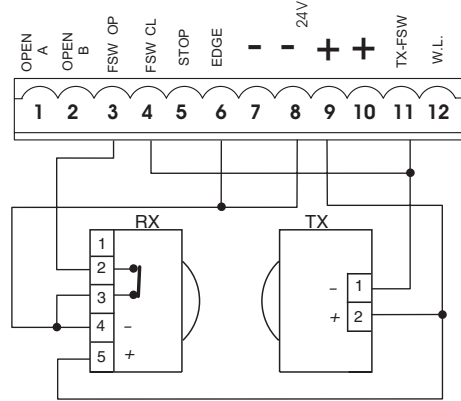 OPEN A
OPEN B
FSW OP
FSW CL
STOP
EDGE
-
-
24V
+
+
TX-FSW
W.L.
1 2 3 4 5 6 7 8 9 10 11 12
RX
1
2
3
4 -
5 +
TX
- 1
+ 2